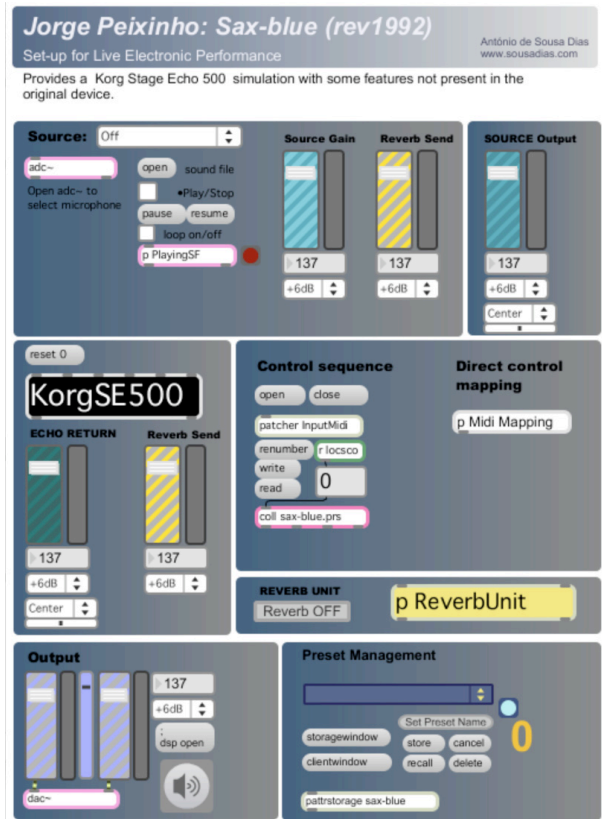 Jorge Peixinho: Sax-blue (rev1992)
Set-up for Live Electronic Performance
António de Sousa Dias
www.sousadias.com
Provides a Korg Stage Echo 500 simulation with some features not present in the
original device.
Source:
Off
adc~
Open adc~ to
select microphone
open
sound file
•Play/Stop
pause
resume
loop on/off
p PlayingSF
Source Gain
137
+6dB
Reverb Send
137
+6dB
SOURCE Output
137
+6dB
Center
reset 0
KorgSE500
ECHO RETURN
137
+6dB
Center
Reverb Send
137
+6dB
Control sequence
open
close
patcher InputMidi
renumber
r locsco
write
read
0
coll sax-blue.prs
Direct control
mapping
p Midi Mapping
REVERB UNIT
Reverb OFF
p ReverbUnit
Output
137
+6dB
;
dsp open
dac~
Preset Management
Set Preset Name
storagewindow
store
cancel
0
clientwindow
recall
delete
pattrstorage sax-blue